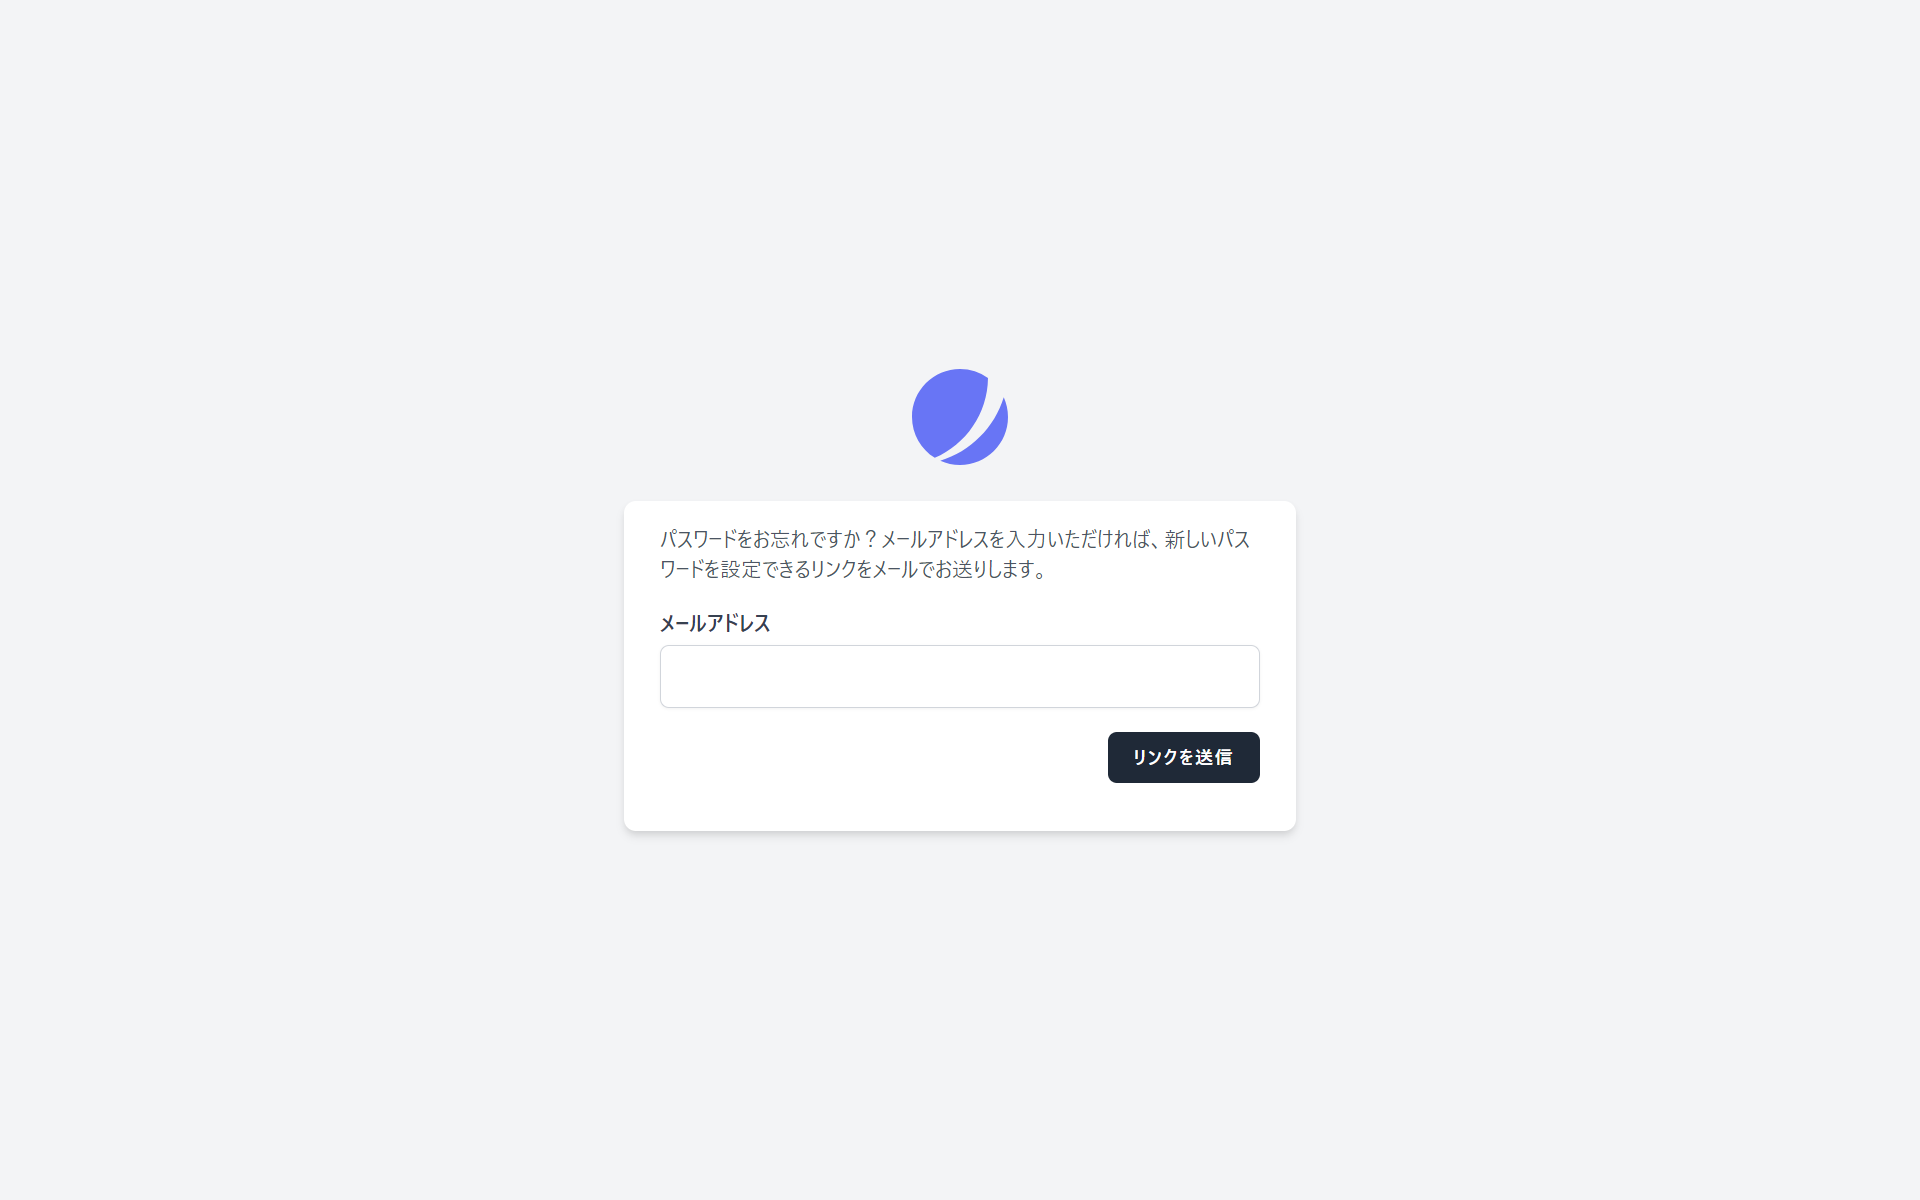 パスワードをお忘れですか？メールアドレスを入力いただければ、新しいパス
ワードを設定できるリンクをメールでお送りします。
メールアドレス
リンクを送信